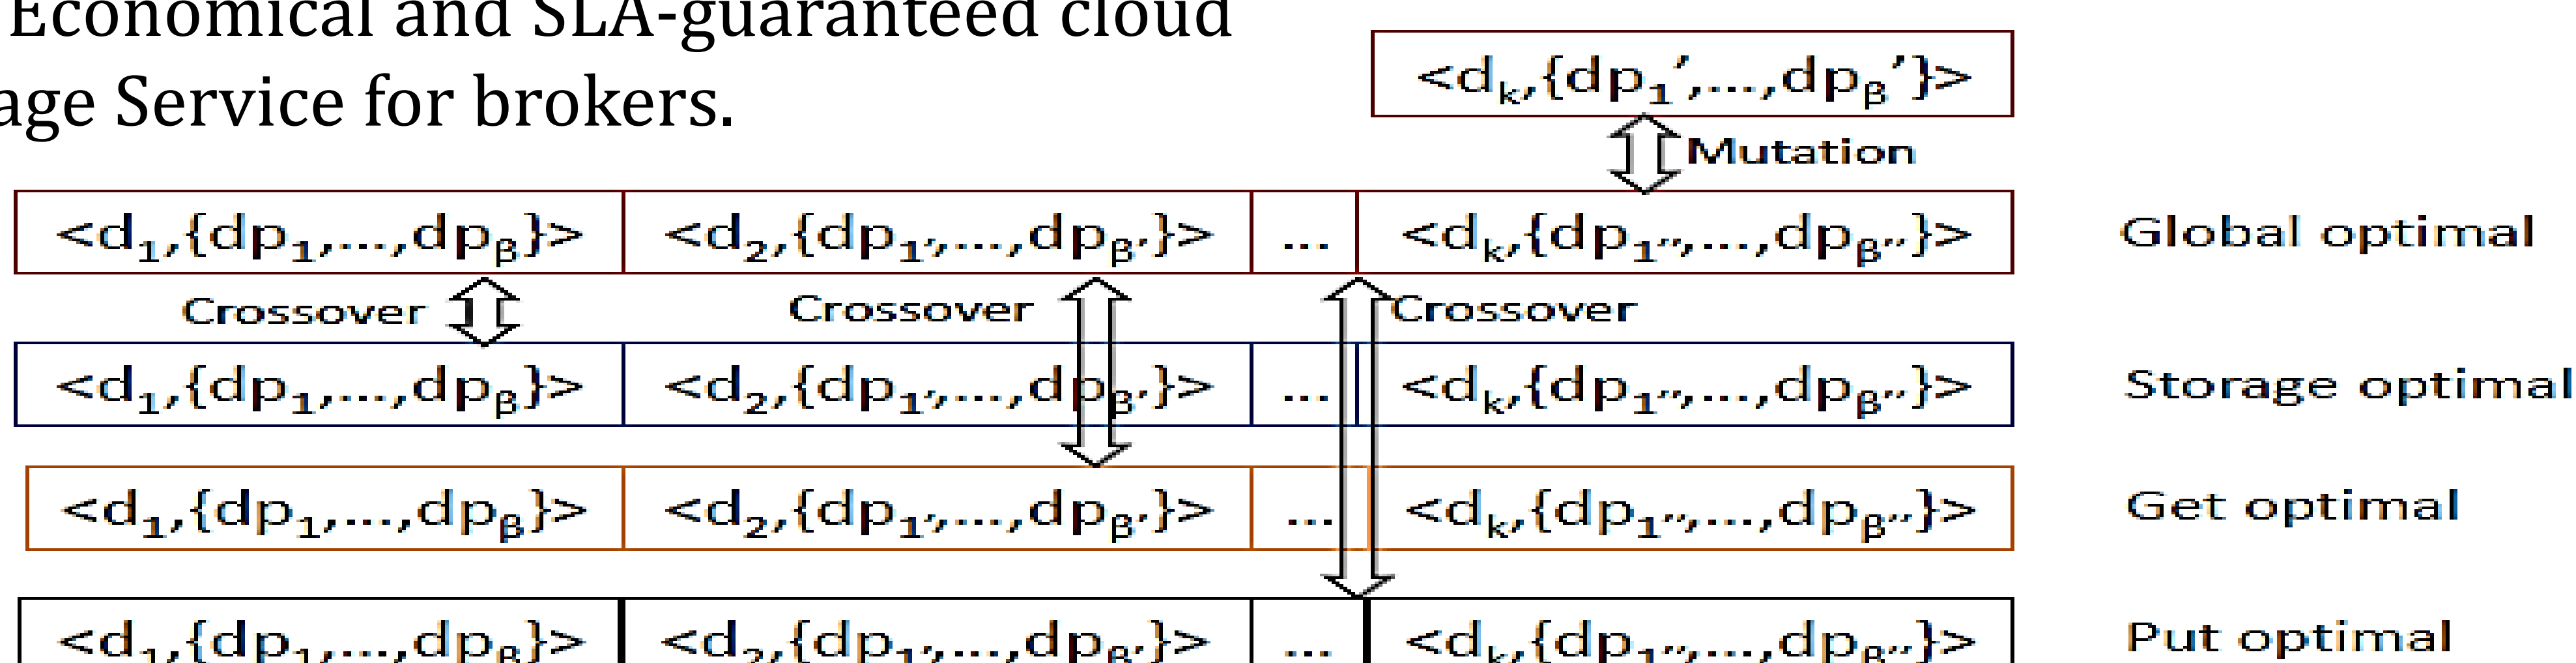 Economical and SLA-guaranteed cloud
age Service for brokers.
<dₖ,{dp₁′,...,dpᵦ′}>
Mutation
<d₁,{dp₁,...,dpᵦ}> <d₂,{dp₁′,...,dpᵦ′}> ... <dₖ,{dp₁′′,...,dpᵦ′′}> Global optimal
Crossover Crossover Crossover
<d₁,{dp₁,...,dpᵦ}> <d₂,{dp₁′,...,dpᵦ′}> ... <dₖ,{dp₁′′,...,dpᵦ′′}> Storage optimal
<d₁,{dp₁,...,dpᵦ}> <d₂,{dp₁′,...,dpᵦ′}> ... <dₖ,{dp₁′′,...,dpᵦ′′}> Get optimal
<d₁,{dp₁,...,dpᵦ}> <d₂,{dp₁′,...,dpᵦ′}> ... <dₖ,{dp₁′′,...,dpᵦ′′}> Put optimal